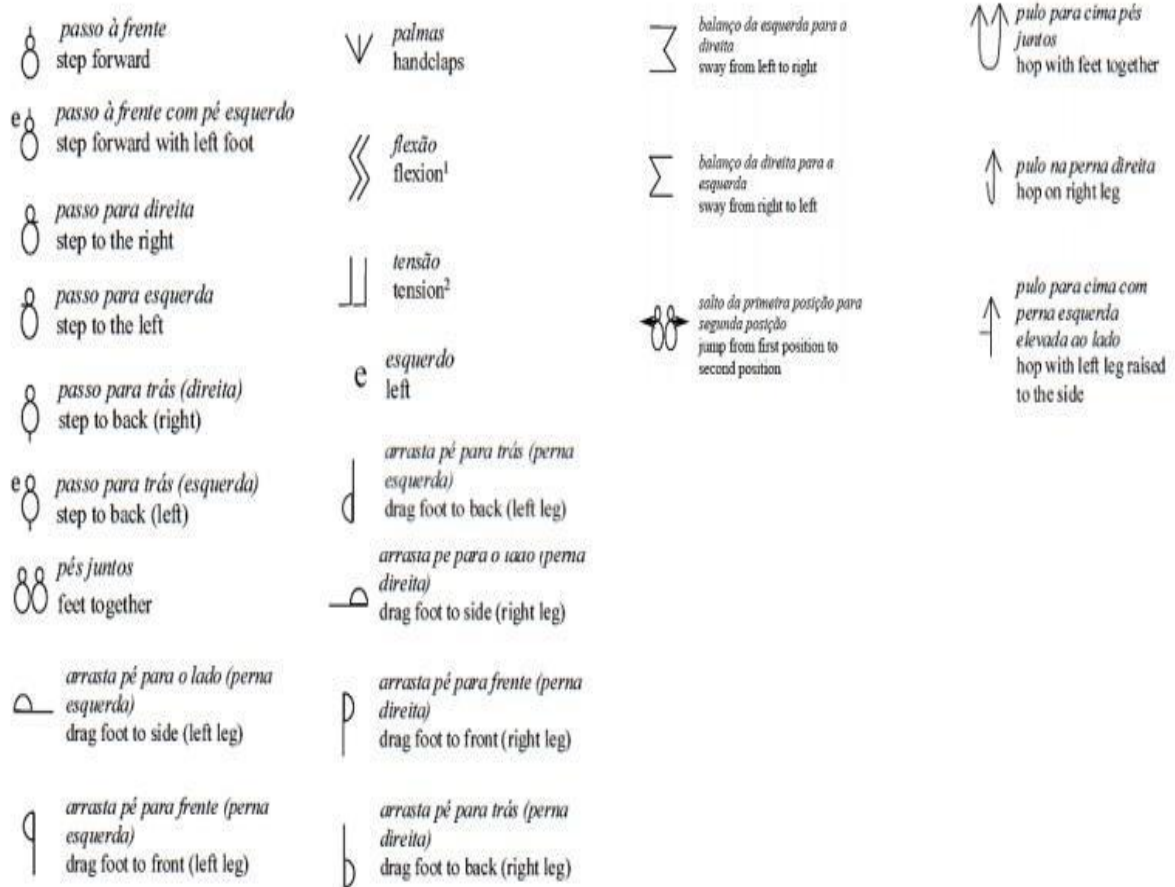 passo à frente
step forward
e
passo à frente com pé esquerdo
step forward with left foot
passo para direita
step to the right
passo para esquerda
step to the left
passo para trás (direita)
step to back (right)
e
passo para trás (esquerda)
step to back (left)
pés juntos
feet together
arrasta pé para o lado (perna
esquerda)
drag foot to side (left leg)
arrasta pé para frente (perna
esquerda)
drag foot to front (left leg)
palmas
handclaps
flexão
flexion¹
tensão
tension²
e
esquerdo
left
arrasta pé para trás (perna
esquerda)
drag foot to back (left leg)
arrasta pe para o lado (perna
direita)
drag foot to side (right leg)
arrasta pé para frente (perna
direita)
drag foot to front (right leg)
arrasta pé para trás (perna
direita)
drag foot to back (right leg)
balanço da esquerda para a
direita
sway from left to right
balanço da direita para a
esquerda
sway from right to left
salto da primeira posição para
segunda posição
jump from first position to
second position
pulo para cima pés
juntos
hop with feet together
pulo na perna direita
hop on right leg
pulo para cima com
perna esquerda
elevada ao lado
hop with left leg raised
to the side